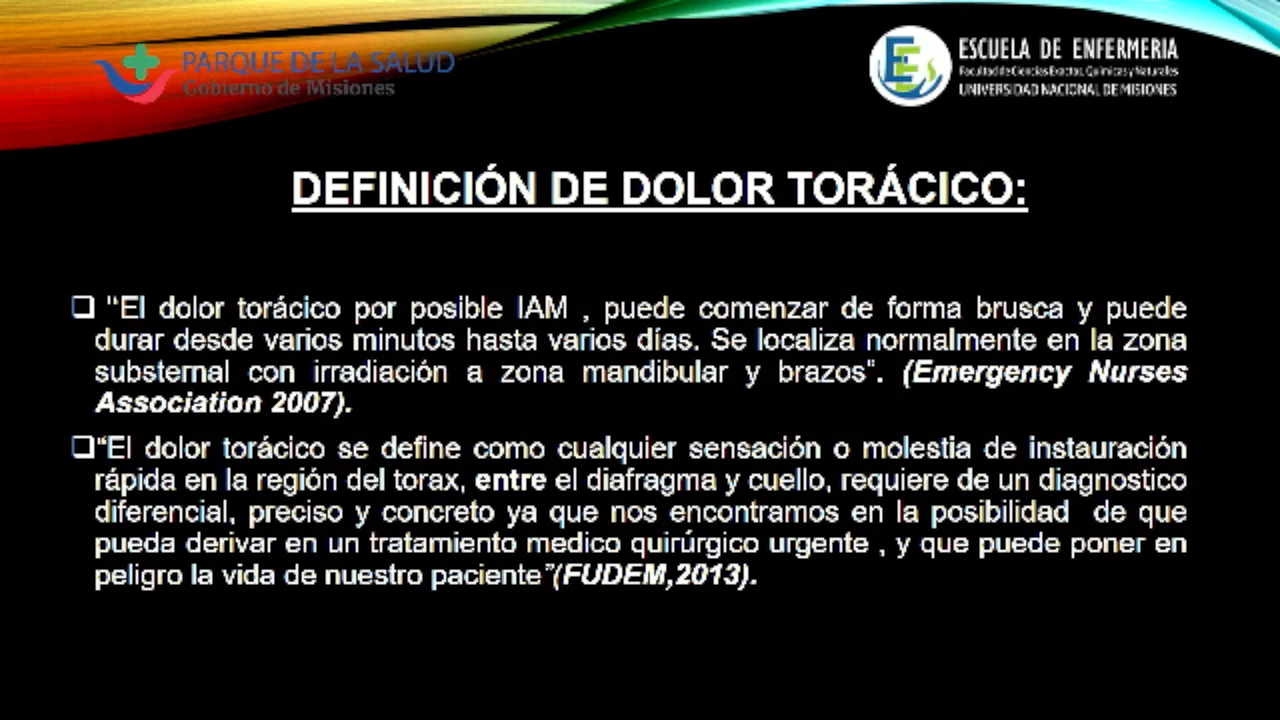 PARQUE DE LA SALUD
Gobierno de Misiones
ESCUELA DE ENFERMERIA
Facultad de Ciencias Exactas, Químicas y Naturales
UNIVERSIDAD NACIONAL DE MISIONES
DEFINICIÓN DE DOLOR TORÁCICO:
❑ "El dolor torácico por posible IAM , puede comenzar de forma brusca y puede
durar desde varios minutos hasta varios días. Se localiza normalmente en la zona
substernal con irradiación a zona mandibular y brazos". (Emergency Nurses
Association 2007).
❑“El dolor torácico se define como cualquier sensación o molestia de instauración
rápida en la región del torax, entre el diafragma y cuello, requiere de un diagnostico
diferencial, preciso y concreto ya que nos encontramos en la posibilidad de que
pueda derivar en un tratamiento medico quirúrgico urgente , y que puede poner en
peligro la vida de nuestro paciente”(FUDEM,2013).